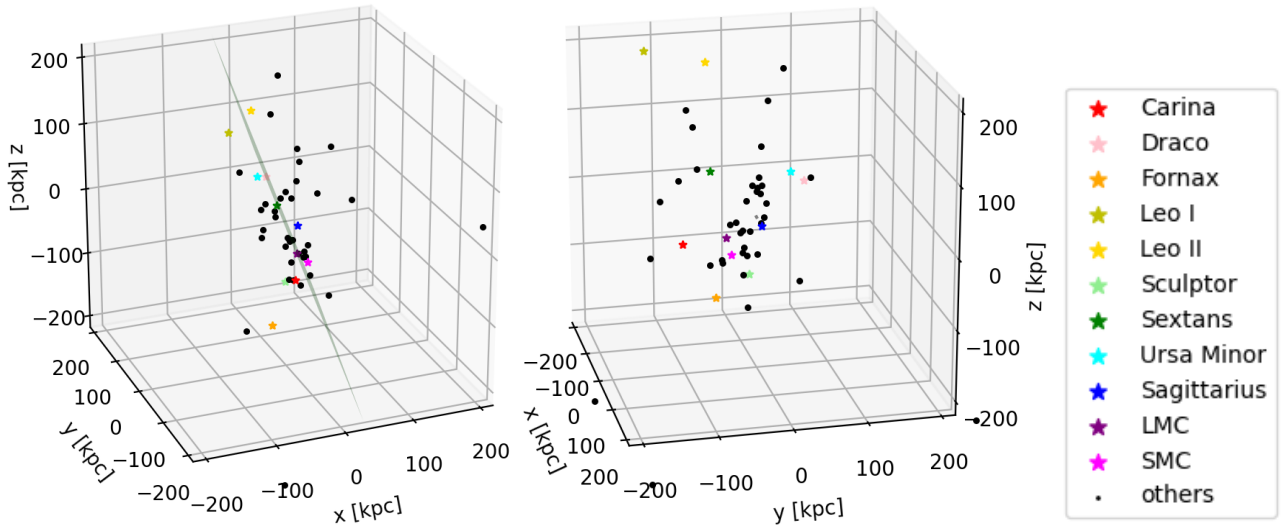 200
100
0
−100
−200
z [kpc]
200
100
0
−100
−200
y [kpc]
−200
−100
0
100
200
x [kpc]
−200
−100
0
100
200
x [kpc]
−200
−100
0
100
200
y [kpc]
200
100
0
−100
−200
z [kpc]
Carina
Draco
Fornax
Leo I
Leo II
Sculptor
Sextans
Ursa Minor
Sagittarius
LMC
SMC
others